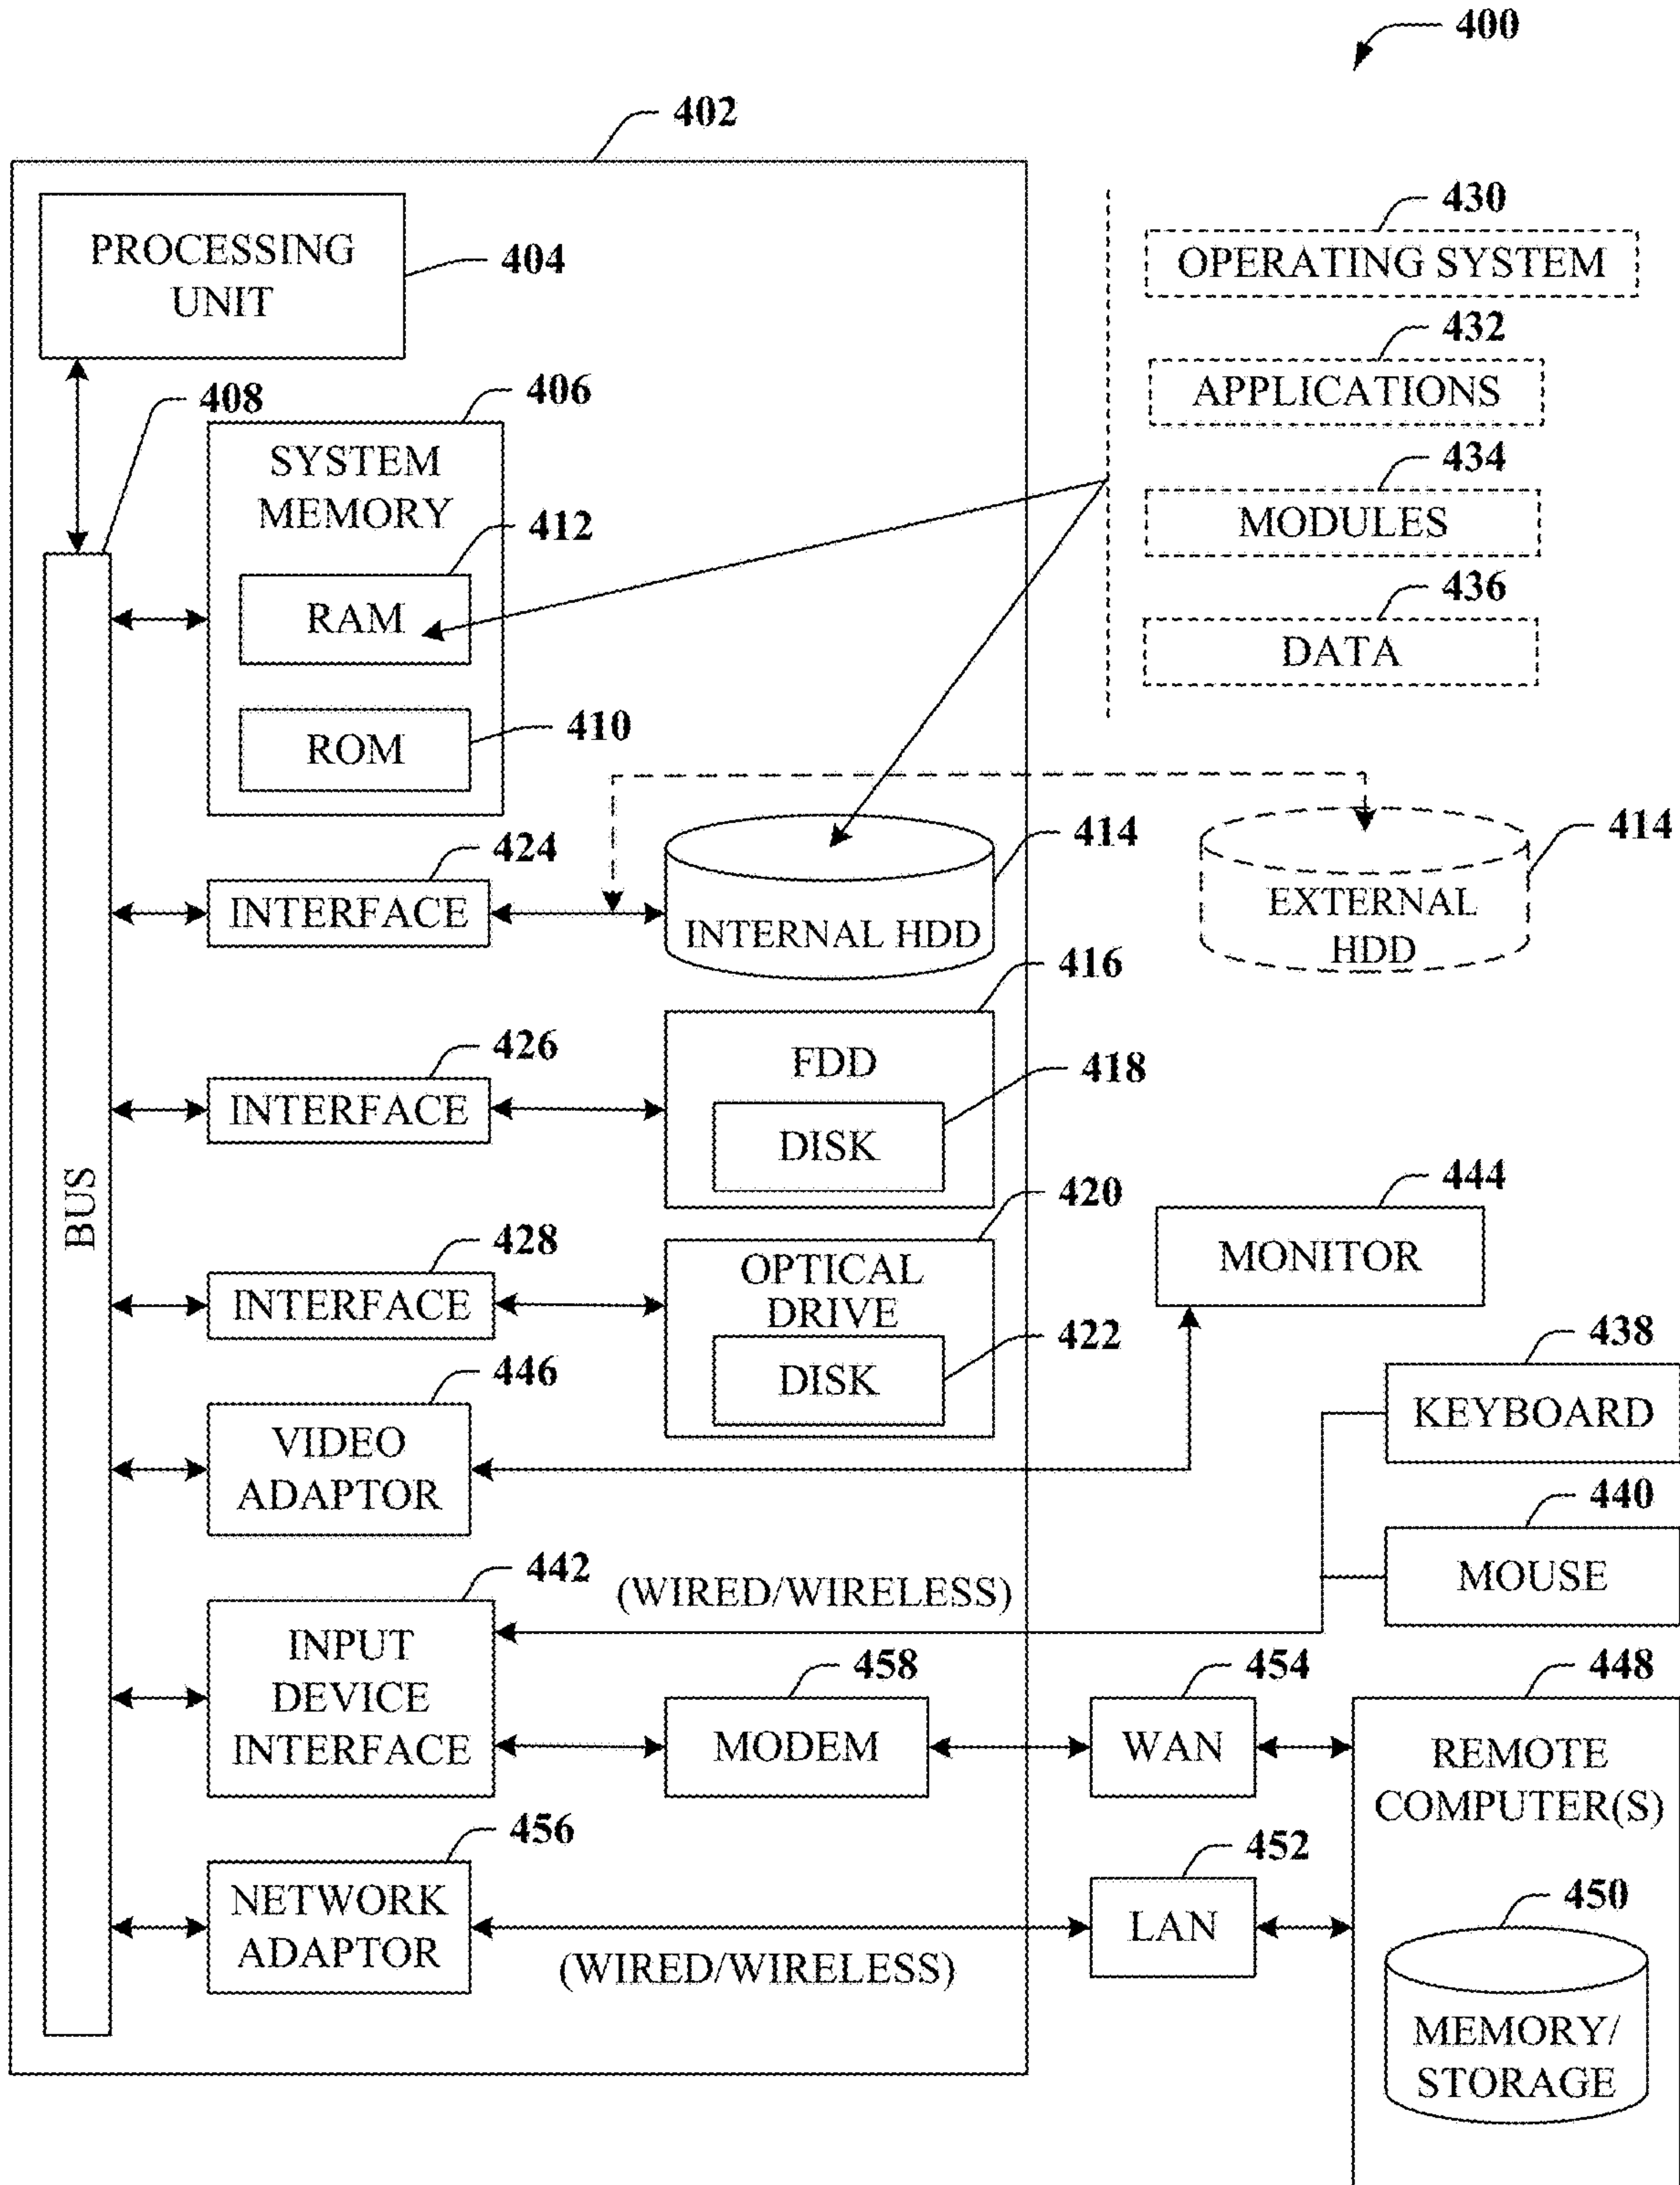 400
402
PROCESSING
UNIT
404
430
OPERATING SYSTEM
432
APPLICATIONS
434
MODULES
436
DATA
408
406
SYSTEM
MEMORY
412
RAM
410
ROM
BUS
424
INTERFACE
414
INTERNAL HDD
414
EXTERNAL
HDD
426
INTERFACE
416
FDD
418
DISK
428
INTERFACE
420
OPTICAL
DRIVE
422
DISK
444
MONITOR
438
KEYBOARD
446
VIDEO
ADAPTOR
440
MOUSE
442
(WIRED/WIRELESS)
INPUT
DEVICE
INTERFACE
458
MODEM
454
WAN
448
REMOTE
COMPUTER(S)
456
NETWORK
ADAPTOR
(WIRED/WIRELESS)
452
LAN
450
MEMORY/
STORAGE